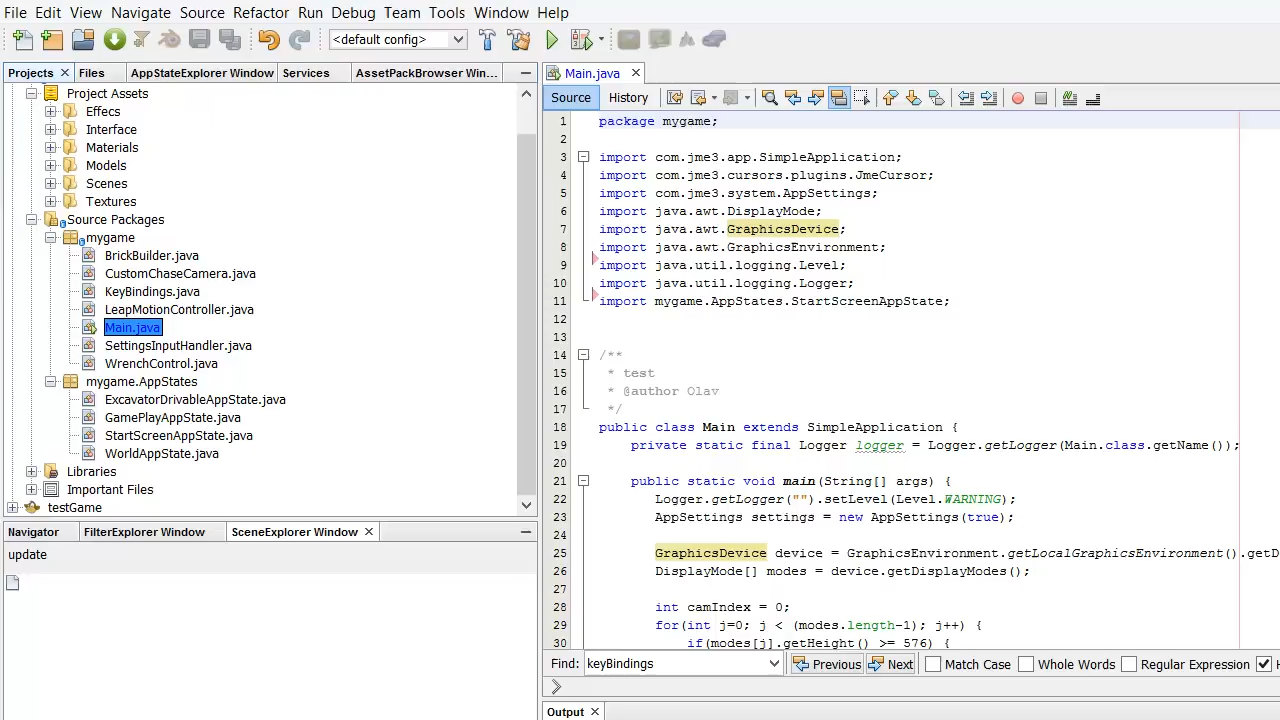 File Edit View Navigate Source Refactor Run Debug Team Tools Window Help
<default config>
Projects Files AppStateExplorer Window Services AssetPackBrowser Win...
Project Assets
Effecs
Interface
Materials
Models
Scenes
Textures
Source Packages
mygame
BrickBuilder.java
CustomChaseCamera.java
KeyBindings.java
LeapMotionController.java
Main.java
SettingsInputHandler.java
WrenchControl.java
mygame.AppStates
ExcavatorDrivableAppState.java
GamePlayAppState.java
StartScreenAppState.java
WorldAppState.java
Libraries
Important Files
testGame
Navigator FilterExplorer Window SceneExplorer Window
update
Main.java
Source History
1 package mygame;
2
3 import com.jme3.app.SimpleApplication;
4 import com.jme3.cursors.plugins.JmeCursor;
5 import com.jme3.system.AppSettings;
6 import java.awt.DisplayMode;
7 import java.awt.GraphicsDevice;
8 import java.awt.GraphicsEnvironment;
9 import java.util.logging.Level;
10 import java.util.logging.Logger;
11 import mygame.AppStates.StartScreenAppState;
12
13
14 /**
15 * test
16 * @author Olav
17 */
18 public class Main extends SimpleApplication {
19 private static final Logger logger = Logger.getLogger(Main.class.getName());
20
21 public static void main(String[] args) {
22 Logger.getLogger("").setLevel(Level.WARNING);
23 AppSettings settings = new AppSettings(true);
24
25 GraphicsDevice device = GraphicsEnvironment.getLocalGraphicsEnvironment().getD
26 DisplayMode[] modes = device.getDisplayModes();
27
28 int camIndex = 0;
29 for(int j=0; j < (modes.length-1); j++) {
30 if(modes[j].getHeight() >= 576) {
Find: keyBindings Previous Next Match Case Whole Words Regular Expression H
Output